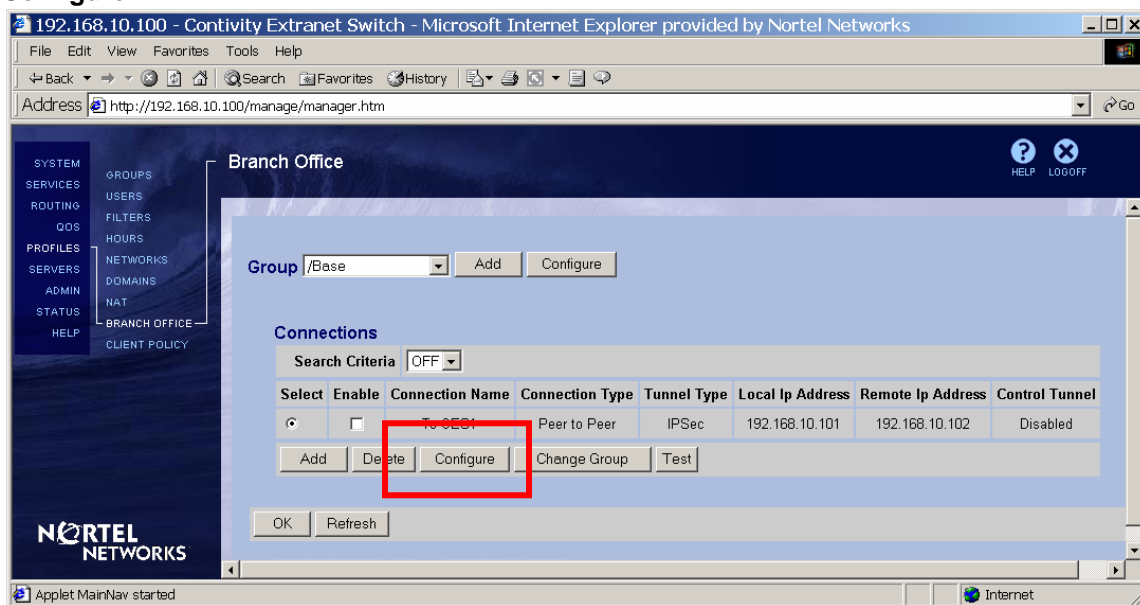 192.168.10.100 - Contivity Extranet Switch - Microsoft Internet Explorer provided by Nortel Networks
File Edit View Favorites Tools Help
Back Search Favorites History
Address http://192.168.10.100/manage/manager.htm Go
SYSTEM
SERVICES
ROUTING
QOS
PROFILES
SERVERS
ADMIN
STATUS
HELP
GROUPS
USERS
FILTERS
HOURS
NETWORKS
DOMAINS
NAT
BRANCH OFFICE
CLIENT POLICY
Branch Office
HELP LOGOFF
Group /Base Add Configure
Connections
Search Criteria OFF
Select Enable Connection Name Connection Type Tunnel Type Local Ip Address Remote Ip Address Control Tunnel
To CES1 Peer to Peer IPSec 192.168.10.101 192.168.10.102 Disabled
Add Delete Configure Change Group Test
OK Refresh
NORTEL
NETWORKS
Applet MainNav started Internet